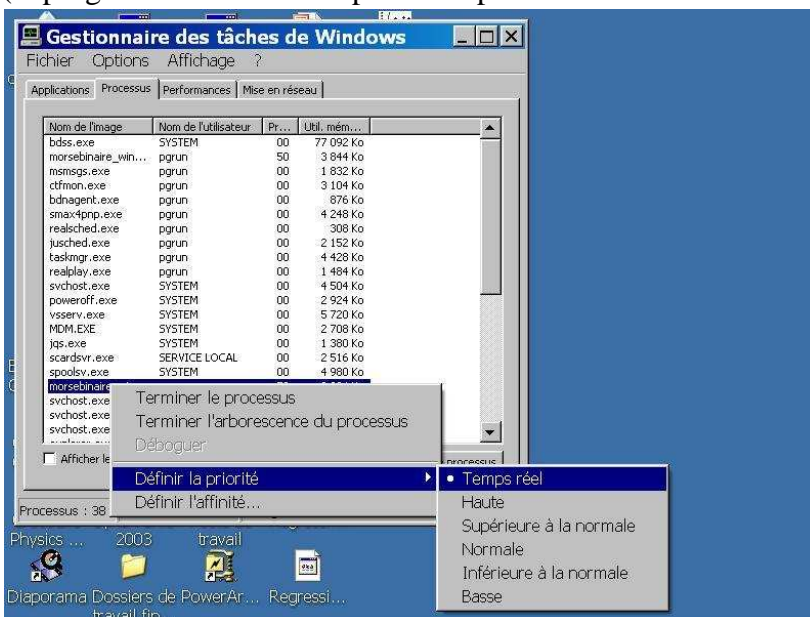 Gestionnaire des tâches de Windows
Fichier Options Affichage ?
Applications Processus Performances Mise en réseau
Nom de l'image Nom de l'utilisateur Pr... Util. mém...
bdss.exe SYSTEM 00 77 092 Ko
morsebinaire_win... pgrun 50 3 844 Ko
msmsgs.exe pgrun 00 1 832 Ko
ctfmon.exe pgrun 00 3 104 Ko
bdnagent.exe pgrun 00 876 Ko
smax4pnp.exe pgrun 00 4 248 Ko
realsched.exe pgrun 00 308 Ko
jusched.exe pgrun 00 2 152 Ko
taskmgr.exe pgrun 00 4 428 Ko
realplay.exe pgrun 00 1 484 Ko
svchost.exe SYSTEM 00 4 504 Ko
poweroff.exe SYSTEM 00 2 924 Ko
vsserv.exe SYSTEM 00 5 720 Ko
MDM.EXE SYSTEM 00 2 708 Ko
jqs.exe SYSTEM 00 1 380 Ko
scardsvr.exe SERVICE LOCAL 00 2 516 Ko
spoolsv.exe SYSTEM 00 4 980 Ko
morsebinaire
svchost.exe
svchost.exe
svchost.exe
Terminer le processus
Terminer l'arborescence du processus
Déboguer
Définir la priorité
Définir l'affinité...
Afficher le
processus
Temps réel
Haute
Supérieure à la normale
Normale
Inférieure à la normale
Basse
Processus : 38
Physics ... 2003 travail
Diaporama Dossiers de PowerAr... Regressi...
travail fip